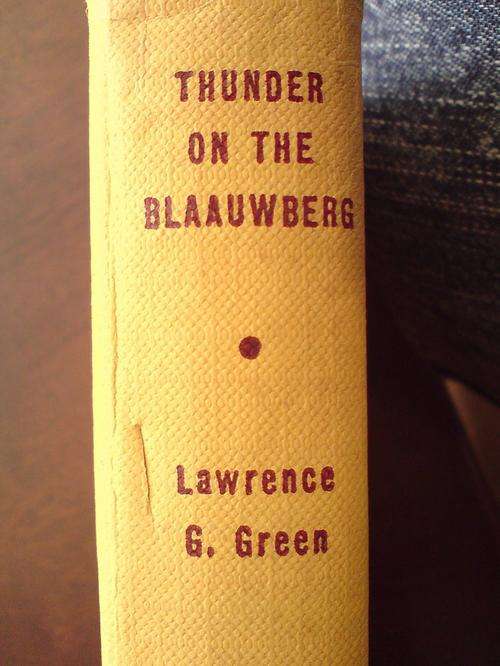 THUNDER
ON THE
BLAAUWBERG
Lawrence
G. Green